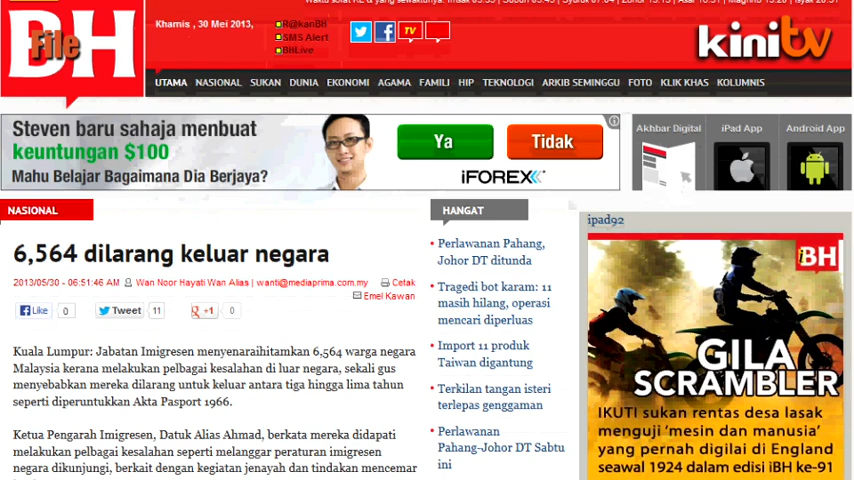 Khamis, 30 Mei 2013,
R@kanBH
SMS Alert
BHLive
TV
File
BH
kinitv
UTAMA NASIONAL SUKAN DUNIA EKONOMI AGAMA FAMILI HIP TEKNOLOGI ARKIB SEMINGGU FOTO KLIK KHAS KOLUMNIS
Steven baru sahaja menbuat
keuntungan $100
Mahu Belajar Bagaimana Dia Berjaya?
Ya
Tidak
iFOREX
Akhbar Digital
iPad App
Android App
NASIONAL
6,564 dilarang keluar negara
2013/05/30 - 06:51:46 AM Wan Noor Hayati Wan Alias | wanti@mediaprima.com.my Cetak
Emel Kawan
Like 0 Tweet 11 g +1 0
Kuala Lumpur: Jabatan Imigresen menyenaraihitamkan 6,564 warga negara
Malaysia kerana melakukan pelbagai kesalahan di luar negara, sekali gus
menyebabkan mereka dilarang untuk keluar antara tiga hingga lima tahun
seperti diperuntukkan Akta Pasport 1966.
Ketua Pengarah Imigresen, Datuk Alias Ahmad, berkata mereka didapati
melakukan pelbagai kesalahan seperti melanggar peraturan imigresen
negara dikunjungi, berkait dengan kegiatan jenayah dan tindakan mencemar
HANGAT
Perlawanan Pahang,
Johor DT ditunda
Tragedi bot karam: 11
masih hilang, operasi
mencari diperluas
Import 11 produk
Taiwan digantung
Terkilan tangan isteri
terlepas genggaman
Perlawanan
Pahang-Johor DT Sabtu
ini
ipad92
iBH
GILA
SCRAMBLER
IKUTI sukan rentas desa lasak
menguji 'mesin dan manusia'
yang pernah digilai di England
seawal 1924 dalam edisi iBH ke-91